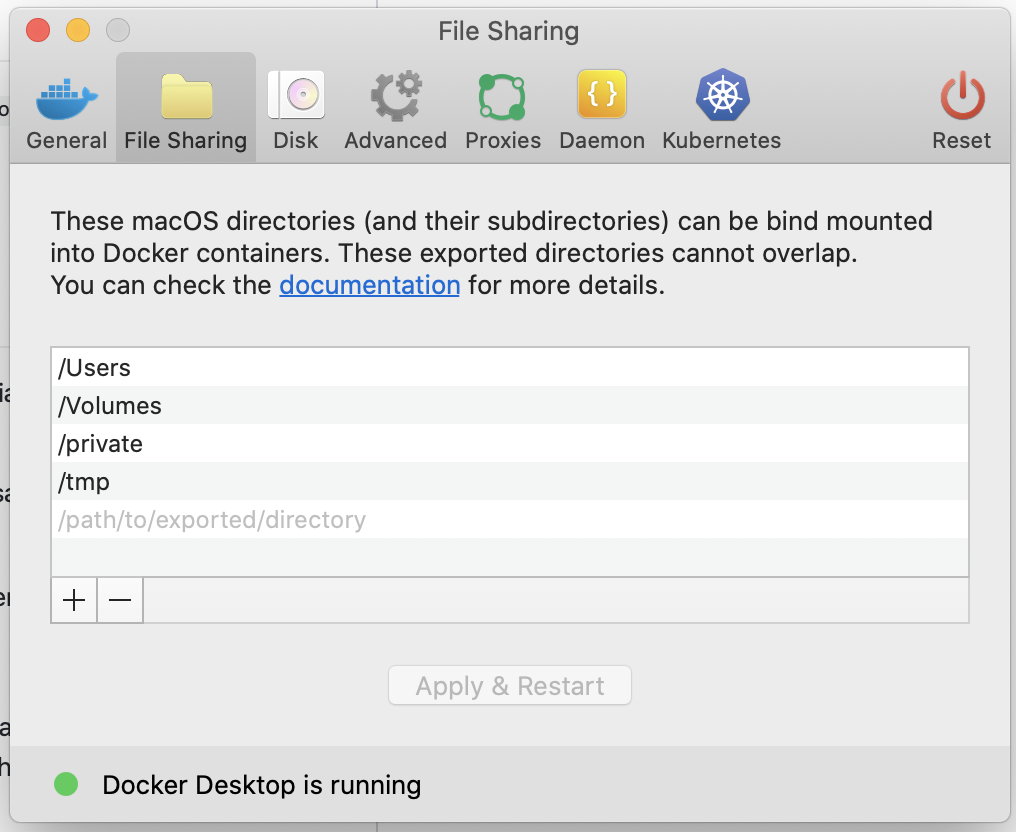 File Sharing
General
File Sharing
Disk
Advanced
Proxies
Daemon
Kubernetes
Reset
These macOS directories (and their subdirectories) can be bind mounted
into Docker containers. These exported directories cannot overlap.
You can check the documentation for more details.
/Users
/Volumes
/private
/tmp
/path/to/exported/directory
Apply & Restart
Docker Desktop is running